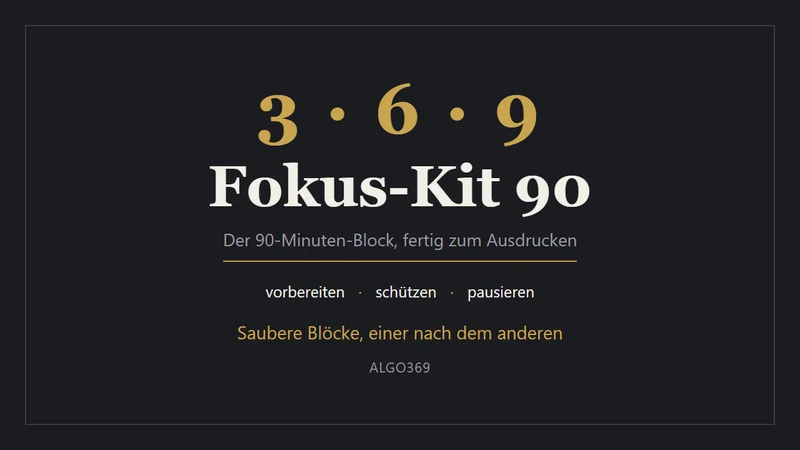 3 · 6 · 9
Fokus-Kit 90
Der 90-Minuten-Block, fertig zum Ausdrucken
vorbereiten · schützen · pausieren
Saubere Blöcke, einer nach dem anderen
ALGO369